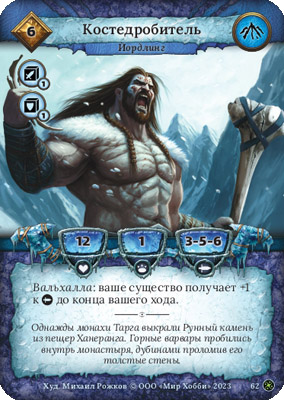 6
Костедробитель
Йордлинг
1
1
12
1
3-5-6
Вальхалла: ваше существо получает +1
к до конца вашего хода.
Однажды монахи Тарга выкрали Рунный камень
из пещер Ханеранга. Горные варвары пробились
внутрь монастыря, дубинами проломив его
толстые стены.
Худ. Михаил Рожков © ООО «Мир Хобби» 2023
62